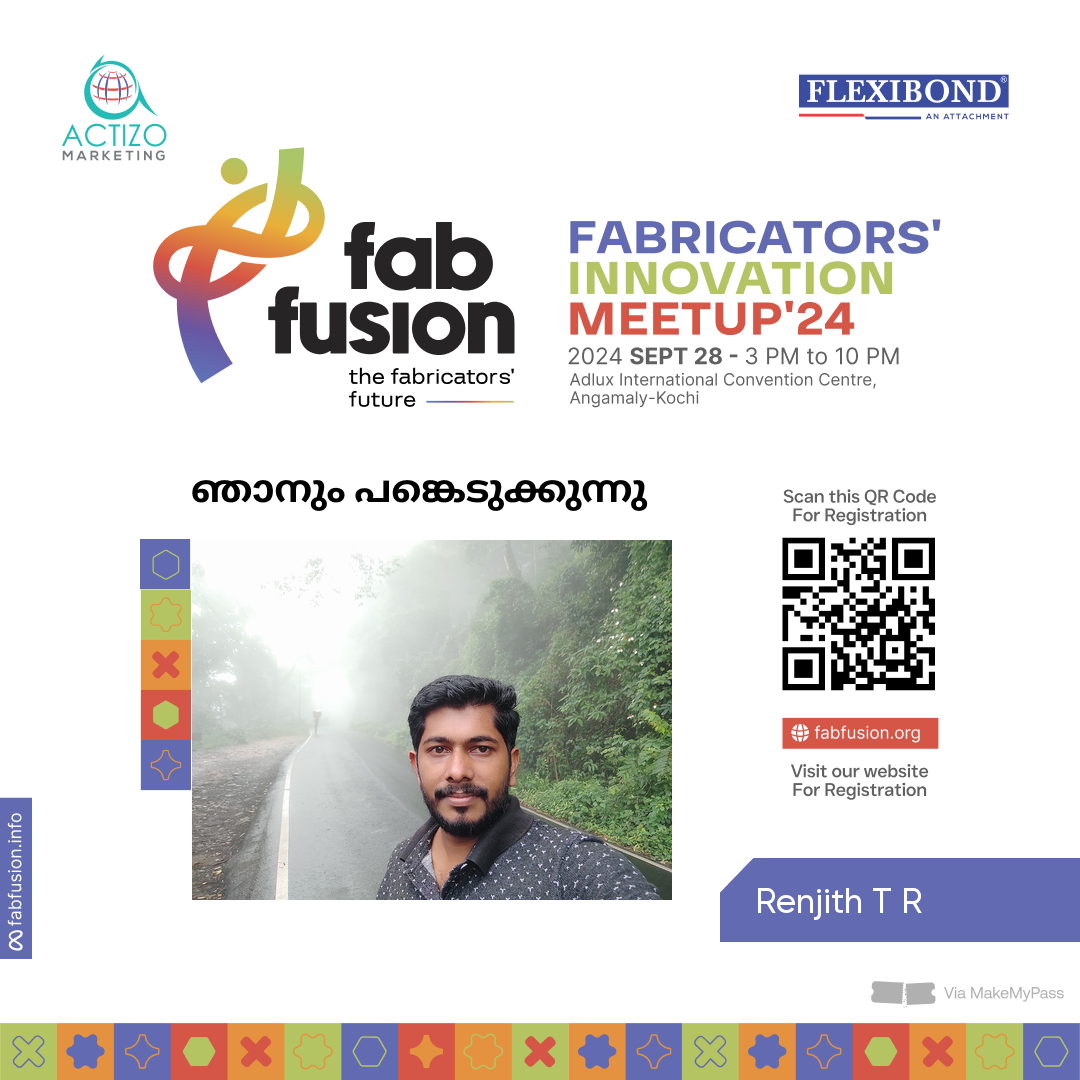 ACTIZO
MARKETING
FLEXIBOND®
AN ATTACHMENT
fab
fusion
the fabricators'
future
FABRICATORS'
INNOVATION
MEETUP'24
2024 SEPT 28 - 3 PM to 10 PM
Adlux International Convention Centre,
Angamaly-Kochi
ഞാനും പങ്കെടുക്കുന്നു
Scan this QR Code
For Registration
fabfusion.org
Visit our website
For Registration
fabfusion.info
Renjith T R
Via MakeMyPass